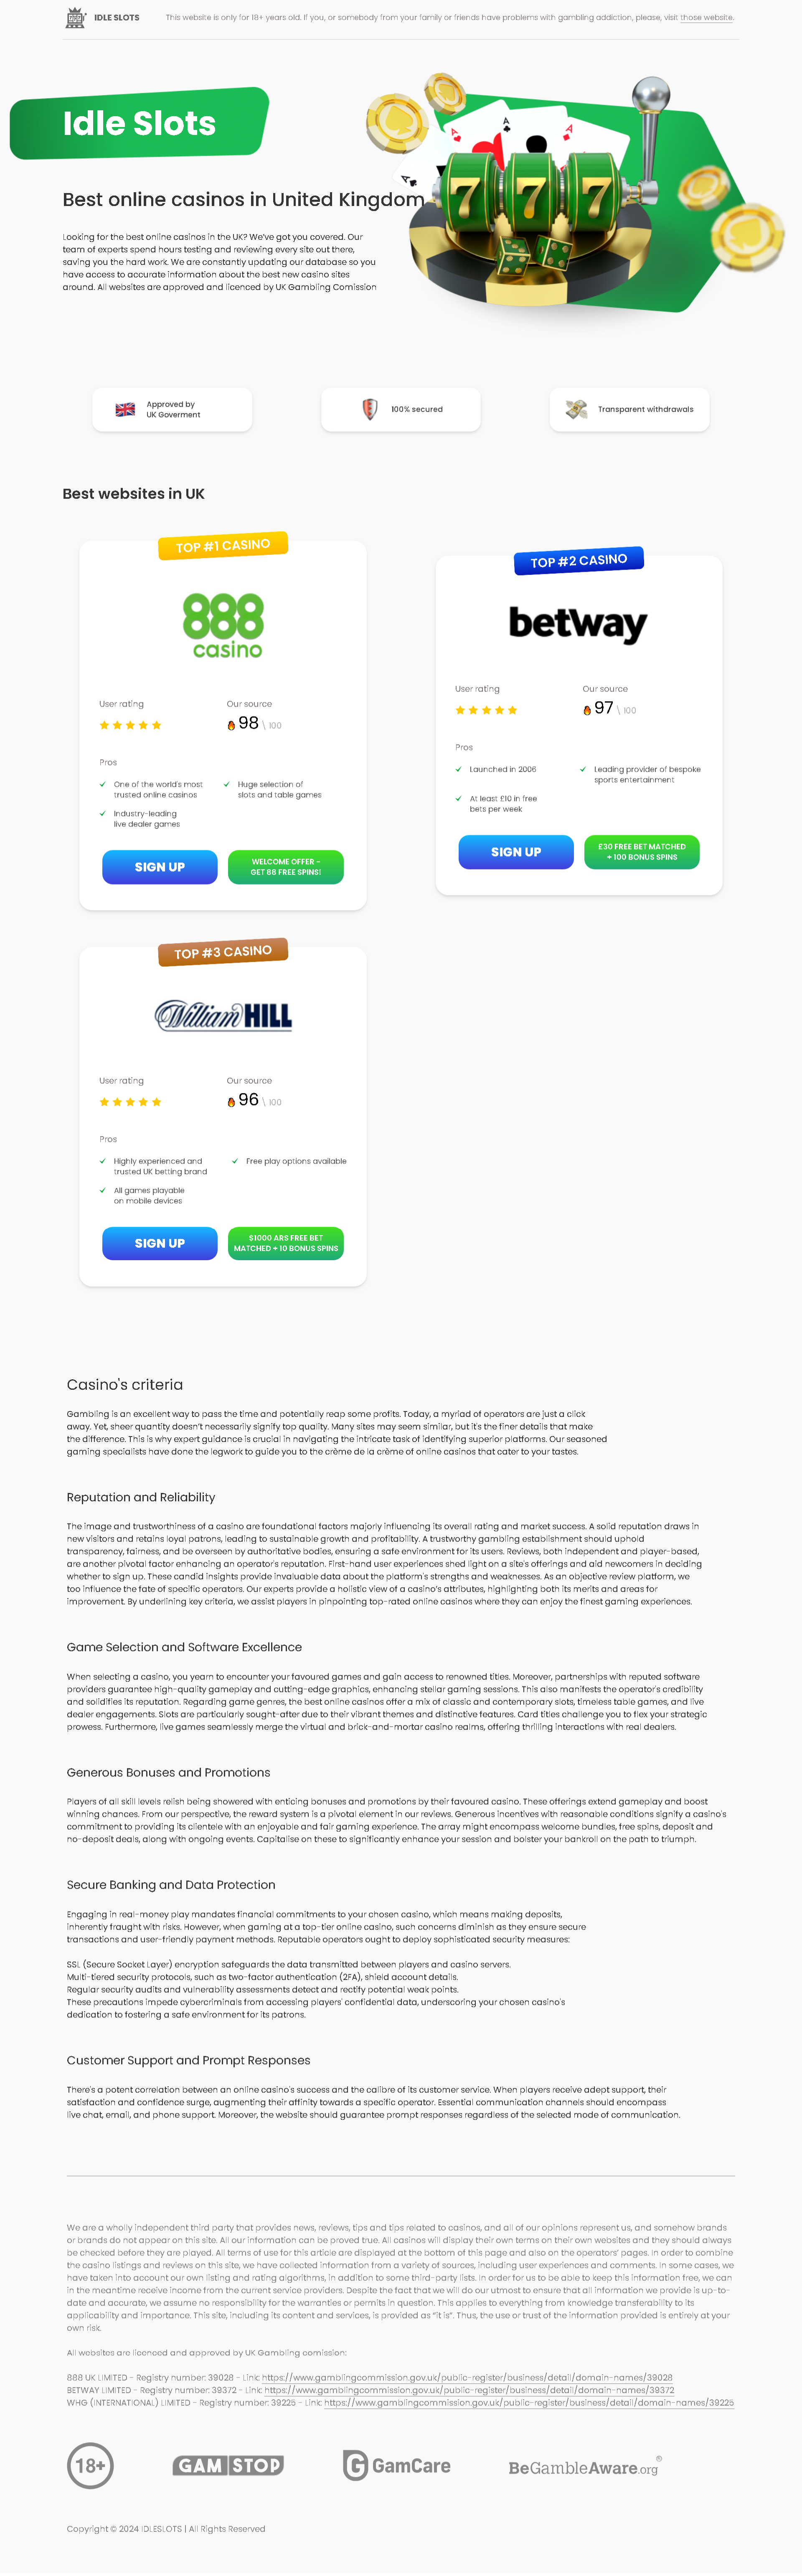 IDLE SLOTS
This website is only for 18+ years old. If you, or somebody from your family or friends have problems with gambling addiction, please, visit those website.
Idle Slots
A
A
A
7 7 7
Best online casinos in United Kingdom
Looking for the best online casinos in the UK? We've got you covered. Our
team of experts spend hours testing and reviewing every site out there,
saving you the hard work. We are constantly updating our database so you
have access to accurate information about the best new casino sites
around. All websites are approved and licenced by UK Gambling Comission
Approved by
UK Goverment
100% secured
Transparent withdrawals
Best websites in UK
TOP #1 CASINO
888
casino
User rating
Our source
98 \ 100
Pros
One of the world's most
trusted online casinos
Huge selection of
slots and table games
Industry-leading
live dealer games
SIGN UP
WELCOME OFFER -
GET 88 FREE SPINS!
TOP #2 CASINO
betway
User rating
Our source
97 \ 100
Pros
Launched in 2006
Leading provider of bespoke
sports entertainment
At least £10 in free
bets per week
SIGN UP
£30 FREE BET MATCHED
+ 100 BONUS SPINS
TOP #3 CASINO
William HILL
User rating
Our source
96 \ 100
Pros
Highly experienced and
trusted UK betting brand
Free play options available
All games playable
on mobile devices
SIGN UP
$1000 ARS FREE BET
MATCHED + 10 BONUS SPINS
Casino's criteria
Gambling is an excellent way to pass the time and potentially reap some profits. Today, a myriad of operators are just a click
away. Yet, sheer quantity doesn't necessarily signify top quality. Many sites may seem similar, but it's the finer details that make
the difference. This is why expert guidance is crucial in navigating the intricate task of identifying superior platforms. Our seasoned
gaming specialists have done the legwork to guide you to the crème de la crème of online casinos that cater to your tastes.
Reputation and Reliability
The image and trustworthiness of a casino are foundational factors majorly influencing its overall rating and market success. A solid reputation draws in
new visitors and retains loyal patrons, leading to sustainable growth and profitability. A trustworthy gambling establishment should uphold
transparency, fairness, and be overseen by authoritative bodies, ensuring a safe environment for its users. Reviews, both independent and player-based,
are another pivotal factor enhancing an operator's reputation. First-hand user experiences shed light on a site's offerings and aid newcomers in deciding
whether to sign up. These candid insights provide invaluable data about the platform's strengths and weaknesses. As an objective review platform, we
too influence the fate of specific operators. Our experts provide a holistic view of a casino's attributes, highlighting both its merits and areas for
improvement. By underlining key criteria, we assist players in pinpointing top-rated online casinos where they can enjoy the finest gaming experiences.
Game Selection and Software Excellence
When selecting a casino, you yearn to encounter your favoured games and gain access to renowned titles. Moreover, partnerships with reputed software
providers guarantee high-quality gameplay and cutting-edge graphics, enhancing stellar gaming sessions. This also manifests the operator's credibility
and solidifies its reputation. Regarding game genres, the best online casinos offer a mix of classic and contemporary slots, timeless table games, and live
dealer engagements. Slots are particularly sought-after due to their vibrant themes and distinctive features. Card titles challenge you to flex your strategic
prowess. Furthermore, live games seamlessly merge the virtual and brick-and-mortar casino realms, offering thrilling interactions with real dealers.
Generous Bonuses and Promotions
Players of all skill levels relish being showered with enticing bonuses and promotions by their favoured casino. These offerings extend gameplay and boost
winning chances. From our perspective, the reward system is a pivotal element in our reviews. Generous incentives with reasonable conditions signify a casino's
commitment to providing its clientele with an enjoyable and fair gaming experience. The array might encompass welcome bundles, free spins, deposit and
no-deposit deals, along with ongoing events. Capitalise on these to significantly enhance your session and bolster your bankroll on the path to triumph.
Secure Banking and Data Protection
Engaging in real-money play mandates financial commitments to your chosen casino, which means making deposits,
inherently fraught with risks. However, when gaming at a top-tier online casino, such concerns diminish as they ensure secure
transactions and user-friendly payment methods. Reputable operators ought to deploy sophisticated security measures:
SSL (Secure Socket Layer) encryption safeguards the data transmitted between players and casino servers.
Multi-tiered security protocols, such as two-factor authentication (2FA), shield account details.
Regular security audits and vulnerability assessments detect and rectify potential weak points.
These precautions impede cybercriminals from accessing players' confidential data, underscoring your chosen casino's
dedication to fostering a safe environment for its patrons.
Customer Support and Prompt Responses
There's a potent correlation between an online casino's success and the calibre of its customer service. When players receive adept support, their
satisfaction and confidence surge, augmenting their affinity towards a specific operator. Essential communication channels should encompass
live chat, email, and phone support. Moreover, the website should guarantee prompt responses regardless of the selected mode of communication.
We are a wholly independent third party that provides news, reviews, tips and tips related to casinos, and all of our opinions represent us, and somehow brands
or brands do not appear on this site. All our information can be proved true. All casinos will display their own terms on their own websites and they should always
be checked before they are played. All terms of use for this article are displayed at the bottom of this page and also on the operators' pages. In order to combine
the casino listings and reviews on this site, we have collected information from a variety of sources, including user experiences and comments. In some cases, we
have taken into account our own listing and rating algorithms, in addition to some third-party lists. In order for us to be able to keep this information free, we can
in the meantime receive income from the current service providers. Despite the fact that we will do our utmost to ensure that all information we provide is up-to-
date and accurate, we assume no responsibility for the warranties or permits in question. This applies to everything from knowledge transferability to its
applicability and importance. This site, including its content and services, is provided as "it is". Thus, the use or trust of the information provided is entirely at your
own risk.
All websites are licenced and approved by UK Gambling comission:
888 UK LIMITED - Registry number: 39028 - Link: https://www.gamblingcommission.gov.uk/public-register/business/detail/domain-names/39028
BETWAY LIMITED - Registry number: 39372 - Link: https://www.gamblingcommission.gov.uk/public-register/business/detail/domain-names/39372
WHG (INTERNATIONAL) LIMITED - Registry number: 39225 - Link: https://www.gamblingcommission.gov.uk/public-register/business/detail/domain-names/39225
18+
GAMSTOP
GamCare
BeGambleAware.org®
Copyright © 2024 IDLESLOTS | All Rights Reserved